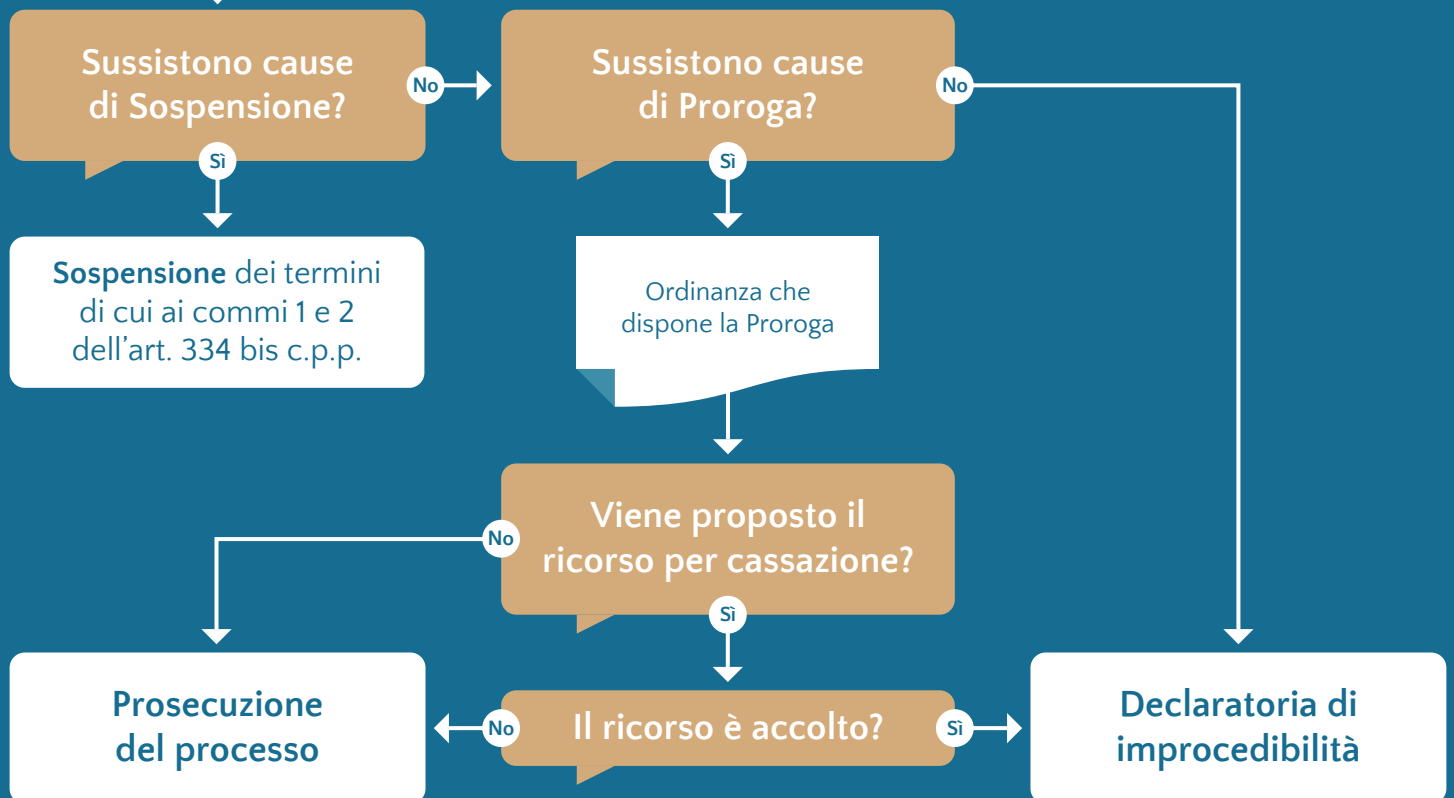 Sussistono cause
di Sospensione?
No
Sì
Sussistono cause
di Proroga?
No
Sì
Sospensione dei termini
di cui ai commi 1 e 2
dell’art. 334 bis c.p.p.
Ordinanza che
dispone la Proroga
Viene proposto il
ricorso per cassazione?
No
Sì
Prosecuzione
del processo
No
Il ricorso è accolto?
Sì
Declaratoria di
improcedibilità